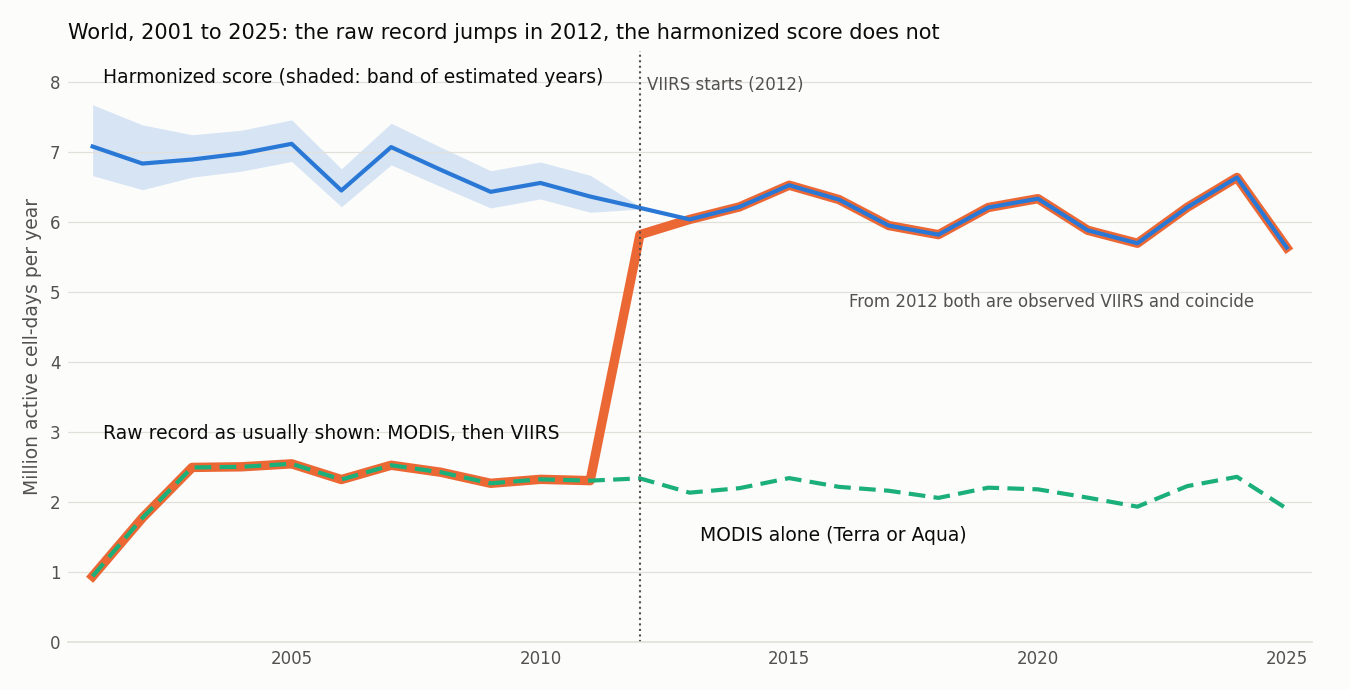 World, 2001 to 2025: the raw record jumps in 2012, the harmonized score does not
Harmonized score (shaded: band of estimated years)
VIIRS starts (2012)
From 2012 both are observed VIIRS and coincide
Raw record as usually shown: MODIS, then VIIRS
MODIS alone (Terra or Aqua)
Million active cell-days per year
8
7
6
5
4
3
2
1
0
2005
2010
2015
2020
2025